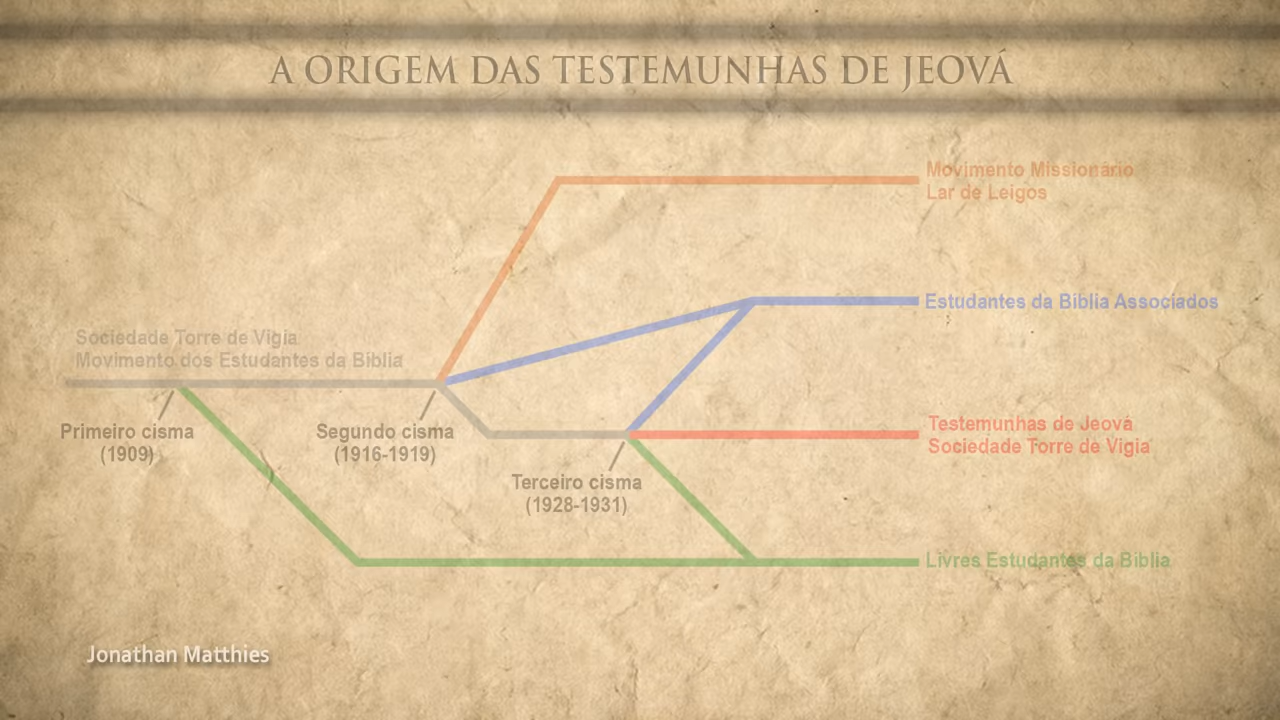 A ORIGEM DAS TESTEMUNHAS DE JEOVÁ
Movimento Missionário
Lar de Leigos
Estudantes da Bíblia Associados
Sociedade Torre de Vigia
Movimento dos Estudantes da Bíblia
Primeiro cisma
(1909)
Segundo cisma
(1916-1919)
Testemunhas de Jeová
Sociedade Torre de Vigia
Terceiro cisma
(1928-1931)
Livres Estudantes da Bíblia
Jonathan Matthies